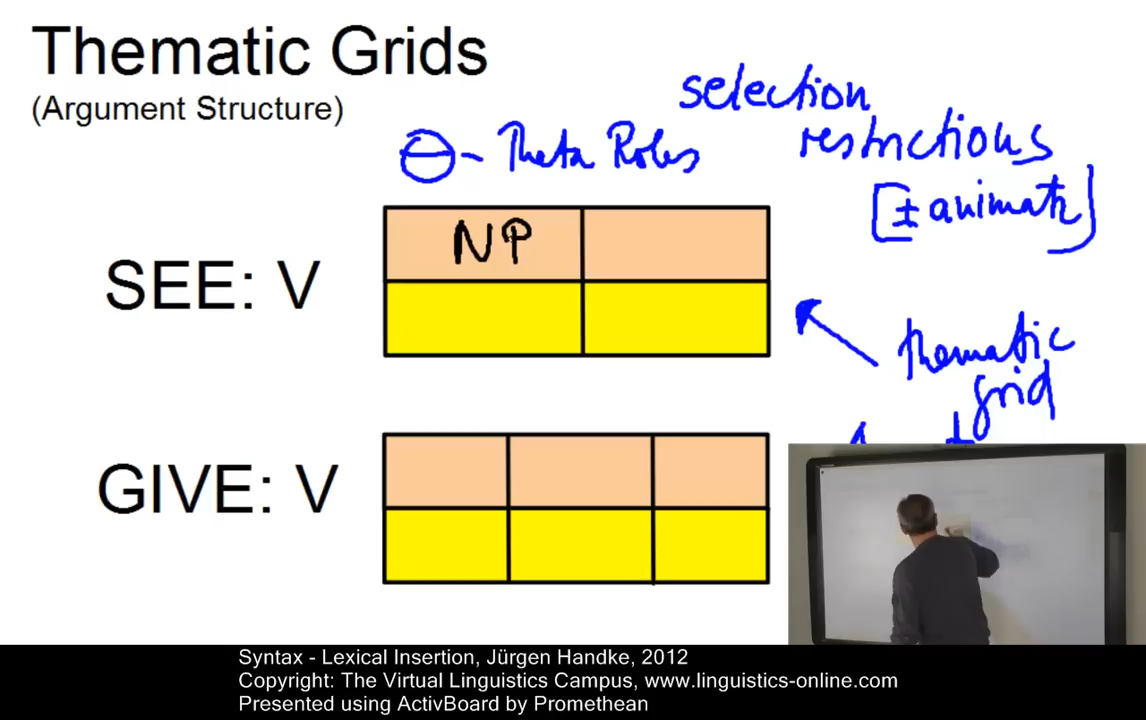 Thematic Grids
(Argument Structure)
selection
restrictions
Θ- Theta Roles
[± animate]
NP
SEE: V
thematic
grid
GIVE: V
Syntax - Lexical Insertion, Jürgen Handke, 2012
Copyright: The Virtual Linguistics Campus, www.linguistics-online.com
Presented using ActivBoard by Promethean